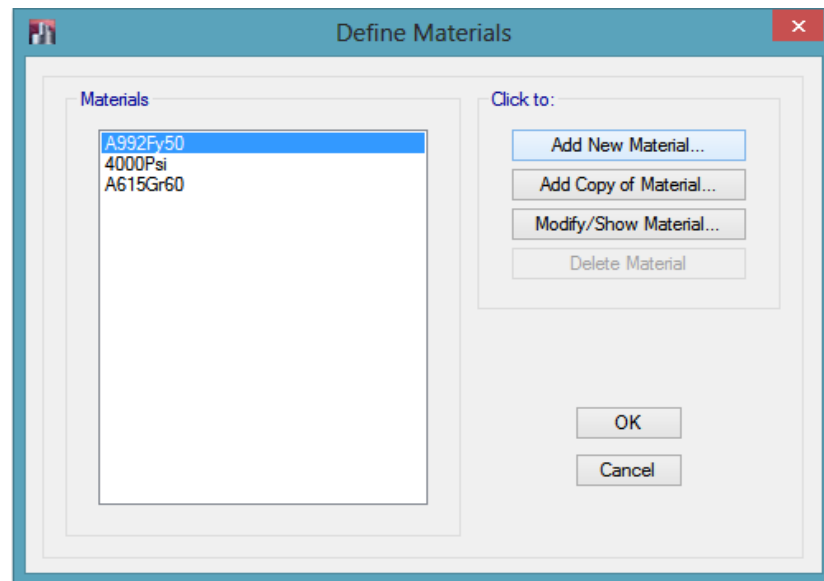 Define Materials
Materials
A992Fy50
4000Psi
A615Gr60
Click to:
Add New Material...
Add Copy of Material...
Modify/Show Material...
Delete Material
OK
Cancel